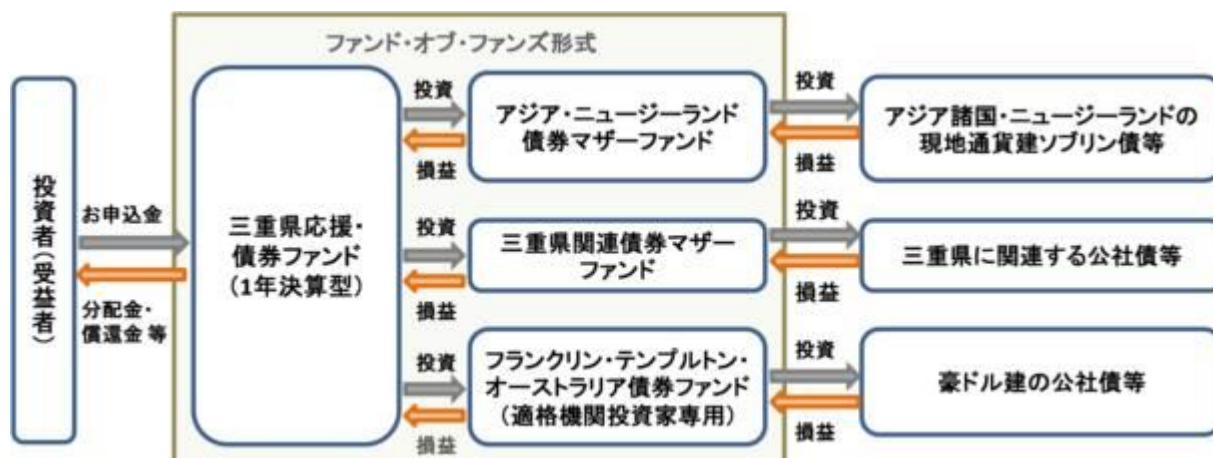 ファンド・オブ・ファンズ形式
投資者(受益者)
お申込金
分配金・
償還金 等
三重県応援・
債券ファンド
(1年決算型)
投資
損益
アジア・ニュージーランド
債券マザーファンド
投資
損益
アジア諸国・ニュージーランドの
現地通貨建ソブリン債等
投資
損益
三重県関連債券マザー
ファンド
投資
損益
三重県に関連する公社債等
投資
損益
フランクリン・テンプルトン・
オーストラリア債券ファンド
(適格機関投資家専用)
投資
損益
豪ドル建の公社債等